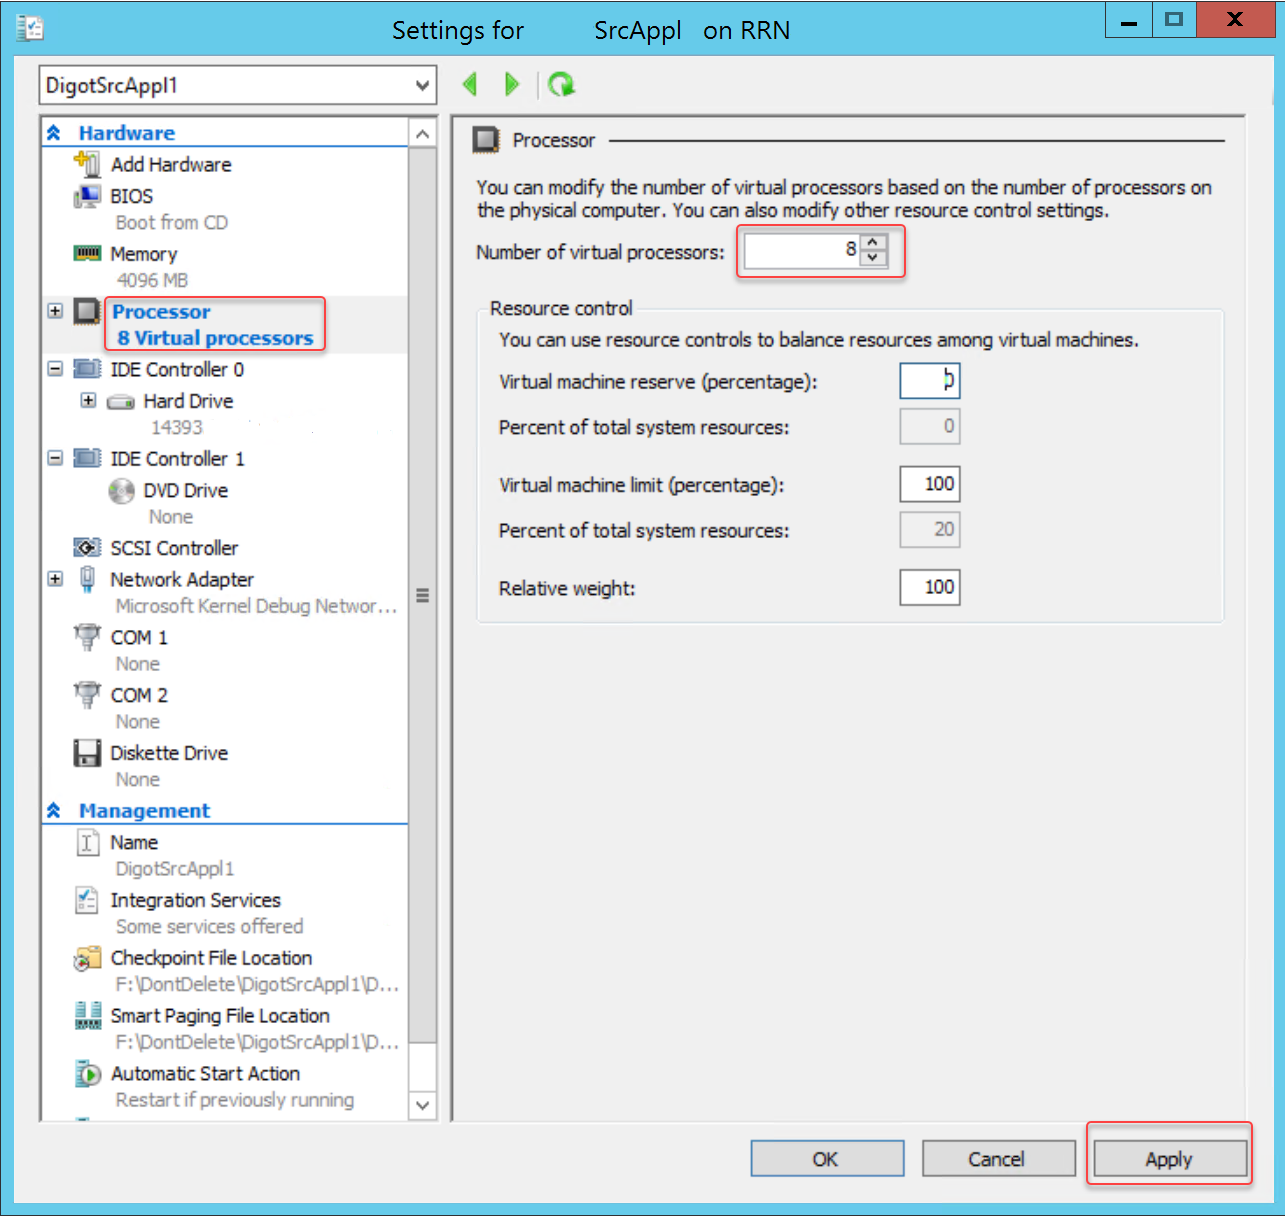 Settings for SrcAppl on RRN
DigotSrcAppl1
Hardware
Add Hardware
BIOS
Boot from CD
Memory
4096 MB
Processor
8 Virtual processors
IDE Controller 0
Hard Drive
14393
IDE Controller 1
DVD Drive
None
SCSI Controller
Network Adapter
Microsoft Kernel Debug Networ...
COM 1
None
COM 2
None
Diskette Drive
None
Management
Name
DigotSrcAppl1
Integration Services
Some services offered
Checkpoint File Location
F:\DontDelete\DigotSrcAppl1\D...
Smart Paging File Location
F:\DontDelete\DigotSrcAppl1\D...
Automatic Start Action
Restart if previously running
Processor
You can modify the number of virtual processors based on the number of processors on
the physical computer. You can also modify other resource control settings.
Number of virtual processors: 8
Resource control
You can use resource controls to balance resources among virtual machines.
Virtual machine reserve (percentage): 0
Percent of total system resources: 0
Virtual machine limit (percentage): 100
Percent of total system resources: 20
Relative weight: 100
OK Cancel Apply